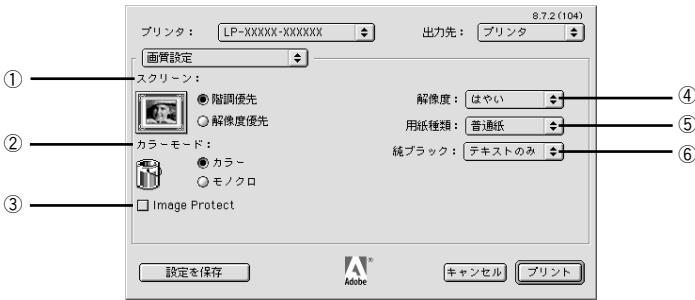 8.7.2(104)
プリンタ： LP-XXXXX-XXXXXX 出力先： プリンタ
画質設定
① スクリーン：
階調優先
解像度優先
解像度： はやい ④
用紙種類： 普通紙 ⑤
純ブラック： テキストのみ ⑥
② カラーモード：
カラー
モノクロ
③ Image Protect
設定を保存 Adobe ® キャンセル プリント